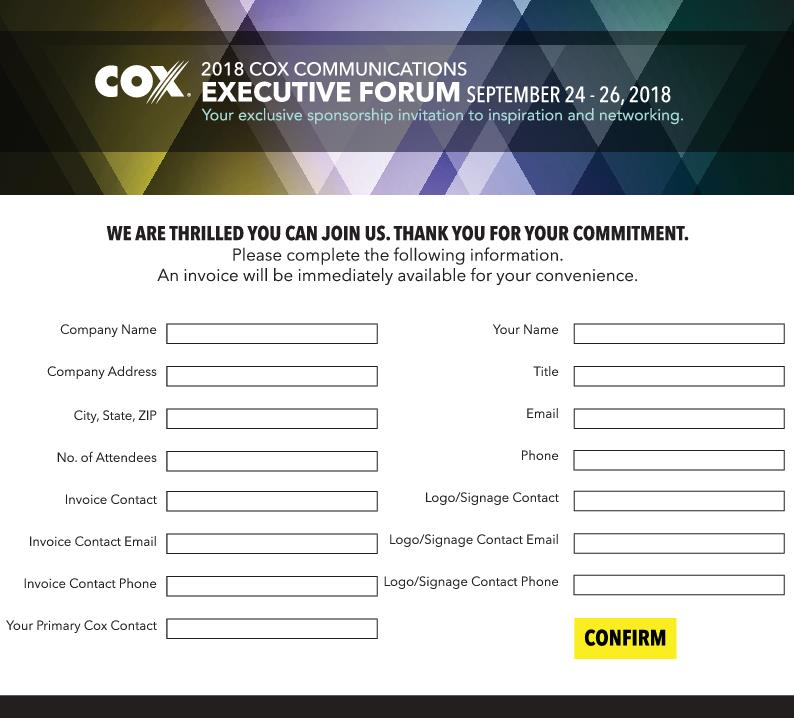 COX
2018 COX COMMUNICATIONS
EXECUTIVE FORUM SEPTEMBER 24 - 26, 2018
Your exclusive sponsorship invitation to inspiration and networking.
WE ARE THRILLED YOU CAN JOIN US. THANK YOU FOR YOUR COMMITMENT.
Please complete the following information.
An invoice will be immediately available for your convenience.
Company Name
Company Address
City, State, ZIP
No. of Attendees
Invoice Contact
Invoice Contact Email
Invoice Contact Phone
Your Primary Cox Contact
Your Name
Title
Email
Phone
Logo/Signage Contact
Logo/Signage Contact Email
Logo/Signage Contact Phone
CONFIRM